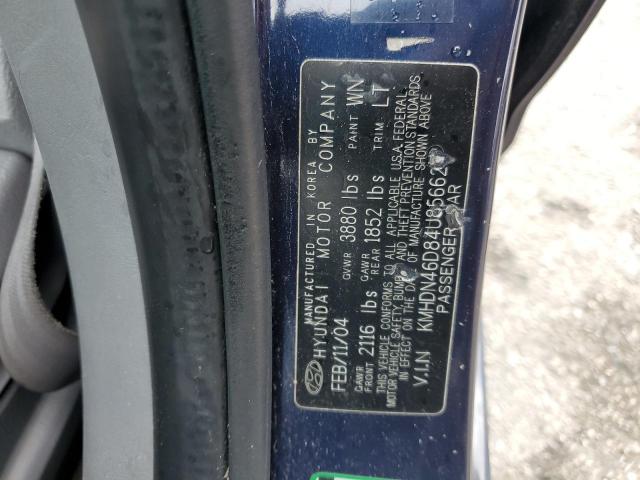 MANUFACTURED IN KOREA BY
HYUNDAI MOTOR COMPANY
FEB/11/04 GVWR 3880 lbs PAINT WN
GAWR FRONT 2116 lbs GAWR REAR 1852 lbs TRIM LT
THIS VEHICLE CONFORMS TO ALL APPLICABLE U.S.A. FEDERAL
MOTOR VEHICLE SAFETY, BUMPER AND THEFT PREVENTION STANDARDS
IN EFFECT ON THE DATE OF MANUFACTURE SHOWN ABOVE
V.I.N KMHDN46D84U856662
PASSENGER CAR